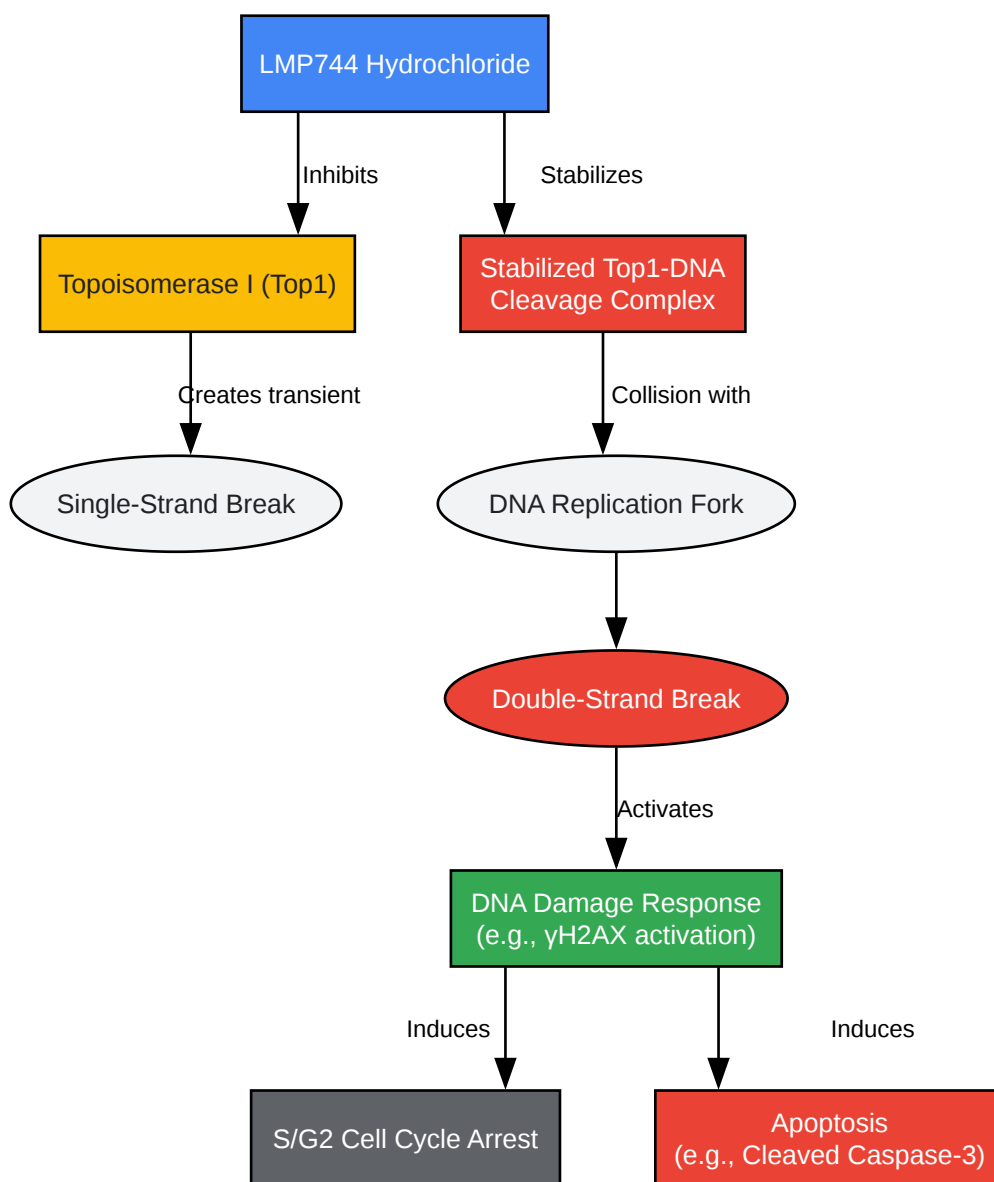 LMP744 Hydrochloride
Inhibits
Stabilizes
Topoisomerase I (Top1)
Stabilized Top1-DNA
Cleavage Complex
Creates transient
Collision with
Single-Strand Break
DNA Replication Fork
Double-Strand Break
Activates
DNA Damage Response
(e.g., γH2AX activation)
Induces
Induces
S/G2 Cell Cycle Arrest
Apoptosis
(e.g., Cleaved Caspase-3)